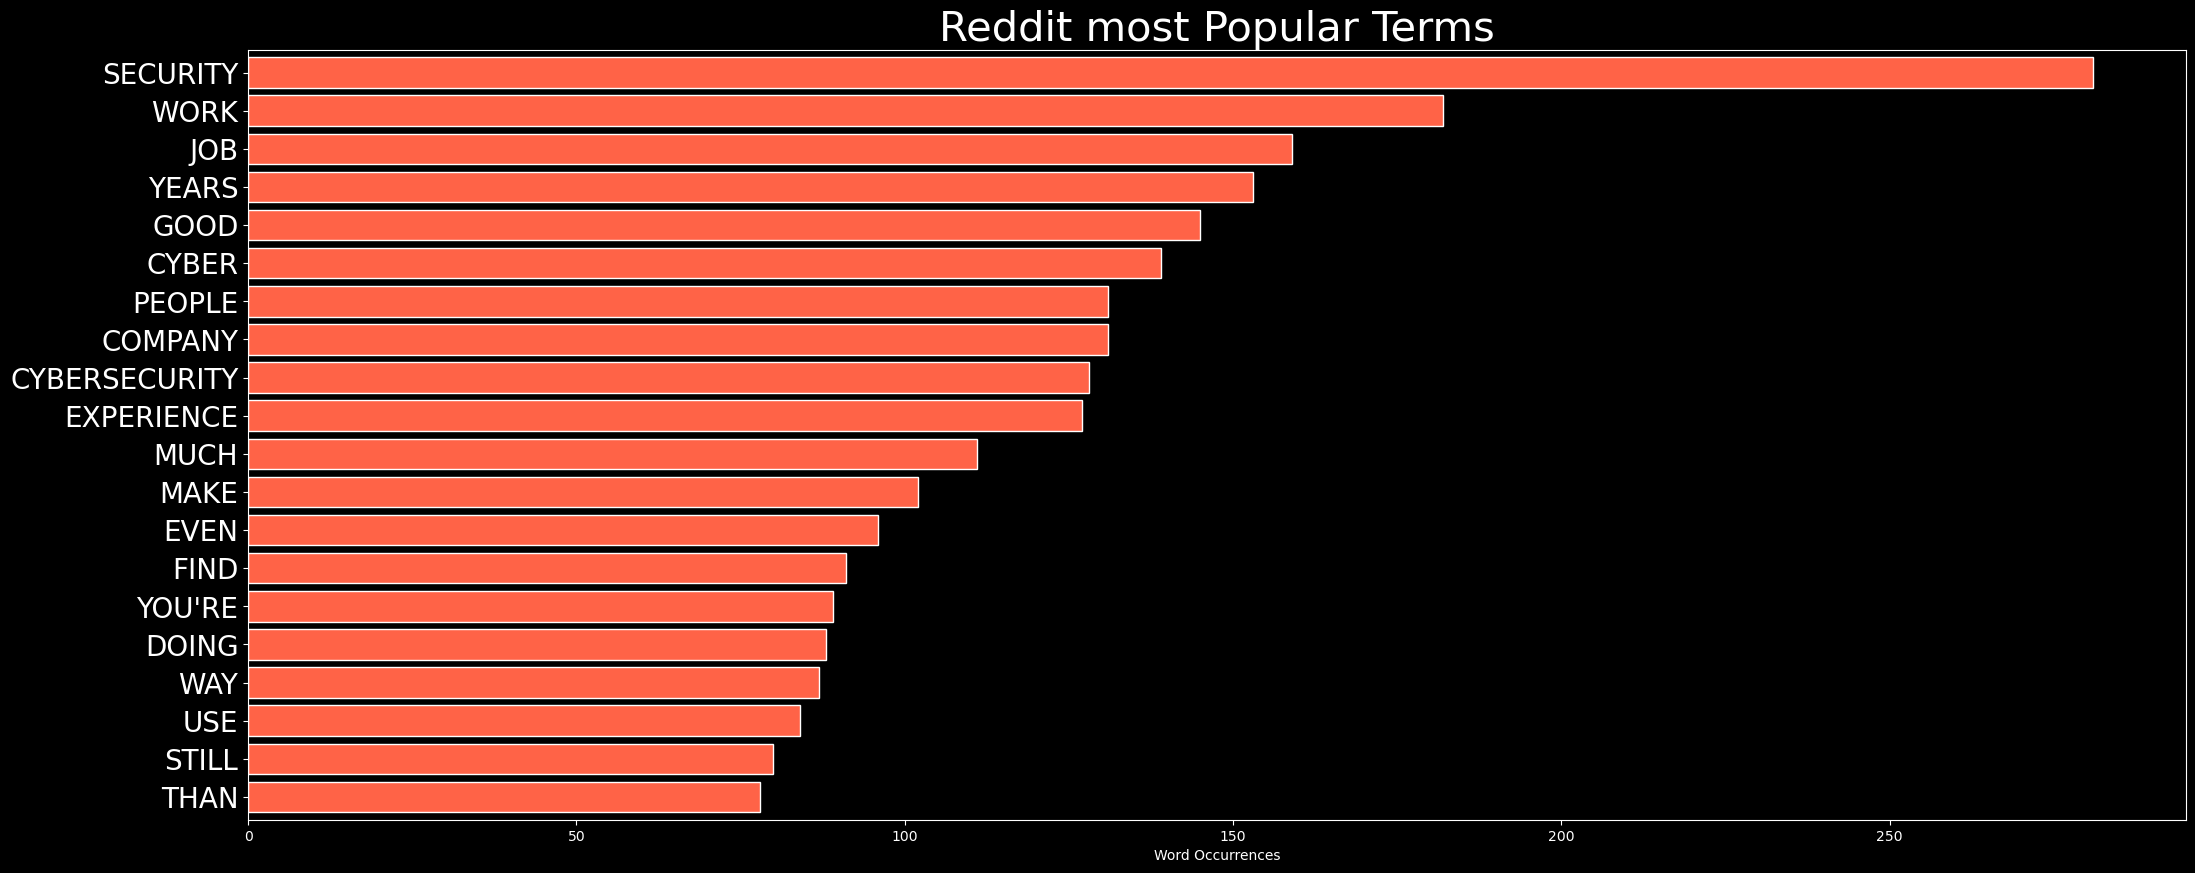 Reddit most Popular Terms
SECURITY
WORK
JOB
YEARS
GOOD
CYBER
PEOPLE
COMPANY
CYBERSECURITY
EXPERIENCE
MUCH
MAKE
EVEN
FIND
YOU'RE
DOING
WAY
USE
STILL
THAN
0 50 100 150 200 250
Word Occurrences